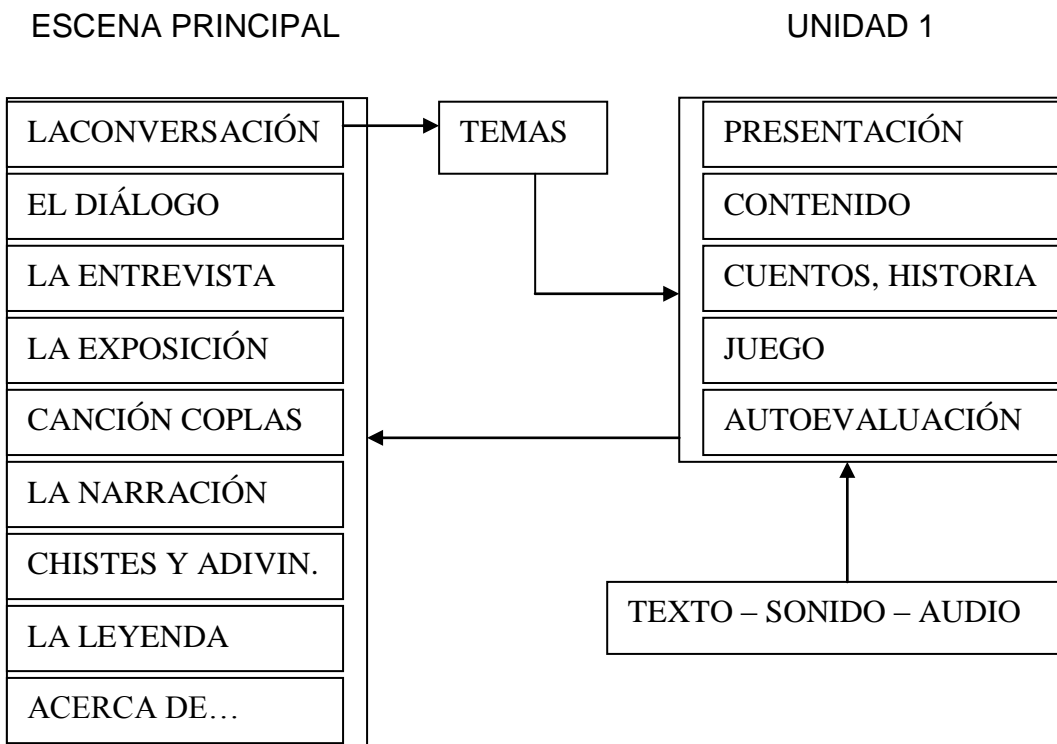 ESCENA PRINCIPAL
UNIDAD 1
LACONVERSACIÓN
EL DIÁLOGO
LA ENTREVISTA
LA EXPOSICIÓN
CANCIÓN COPLAS
LA NARRACIÓN
CHISTES Y ADIVIN.
LA LEYENDA
ACERCA DE…
TEMAS
PRESENTACIÓN
CONTENIDO
CUENTOS, HISTORIA
JUEGO
AUTOEVALUACIÓN
TEXTO – SONIDO – AUDIO